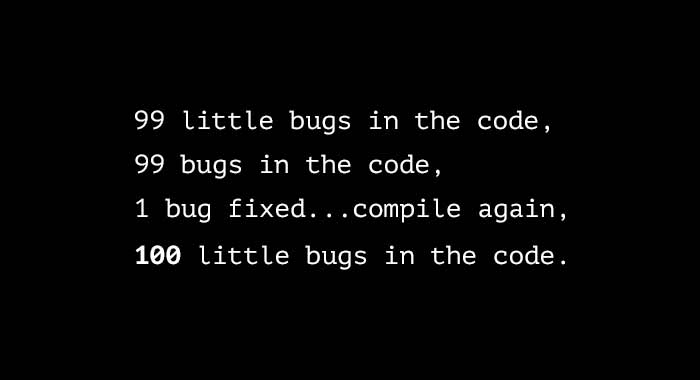 99 little bugs in the code,
99 bugs in the code,
1 bug fixed...compile again,
100 little bugs in the code.